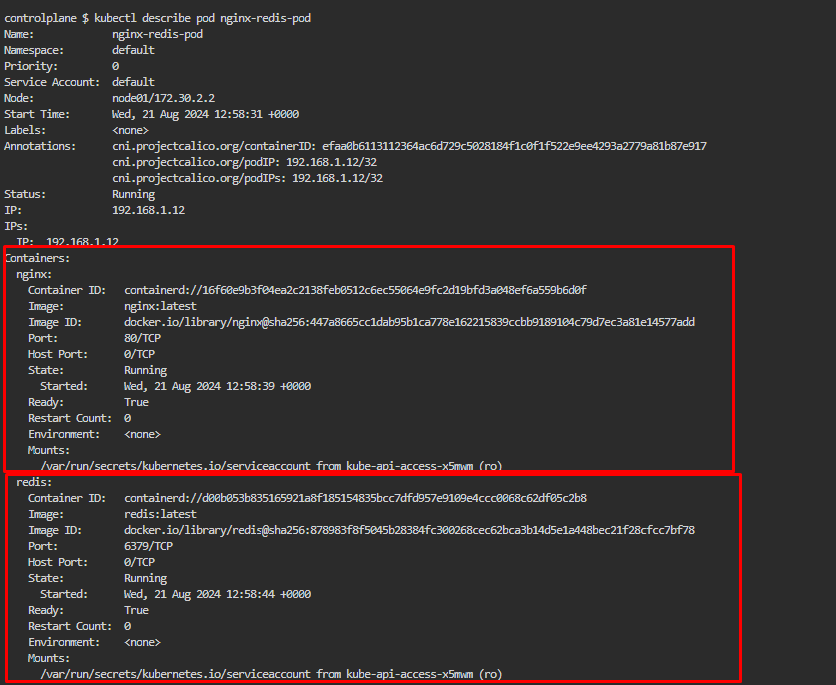 controlplane $ kubectl describe pod nginx-redis-pod
Name:             nginx-redis-pod
Namespace:        default
Priority:         0
Service Account:  default
Node:             node01/172.30.2.2
Start Time:       Wed, 21 Aug 2024 12:58:31 +0000
Labels:           <none>
Annotations:      cni.projectcalico.org/containerID: efaa0b6113112364ac6d729c5028184f1c0f1f522e9ee4293a2779a81b87e917
                  cni.projectcalico.org/podIP: 192.168.1.12/32
                  cni.projectcalico.org/podIPs: 192.168.1.12/32
Status:           Running
IP:               192.168.1.12
IPs:
  IP:  192.168.1.12
Containers:
  nginx:
    Container ID:   containerd://16f60e9b3f04ea2c2138feb0512c6ec55064e9fc2d19bfd3a048ef6a559b6d0f
    Image:          nginx:latest
    Image ID:       docker.io/library/nginx@sha256:447a8665cc1dab95b1ca778e162215839ccbb9189104c79d7ec3a81e14577add
    Port:           80/TCP
    Host Port:      0/TCP
    State:          Running
      Started:      Wed, 21 Aug 2024 12:58:39 +0000
    Ready:          True
    Restart Count:  0
    Environment:    <none>
    Mounts:
      /var/run/secrets/kubernetes.io/serviceaccount from kube-api-access-x5mwm (ro)
  redis:
    Container ID:   containerd://d00b053b835165921a8f185154835bcc7dfd957e9109e4ccc0068c62df05c2b8
    Image:          redis:latest
    Image ID:       docker.io/library/redis@sha256:878983f8f5045b28384fc300268cec62bca3b14d5e1a448bec21f28cfcc7bf78
    Port:           6379/TCP
    Host Port:      0/TCP
    State:          Running
      Started:      Wed, 21 Aug 2024 12:58:44 +0000
    Ready:          True
    Restart Count:  0
    Environment:    <none>
    Mounts:
      /var/run/secrets/kubernetes.io/serviceaccount from kube-api-access-x5mwm (ro)